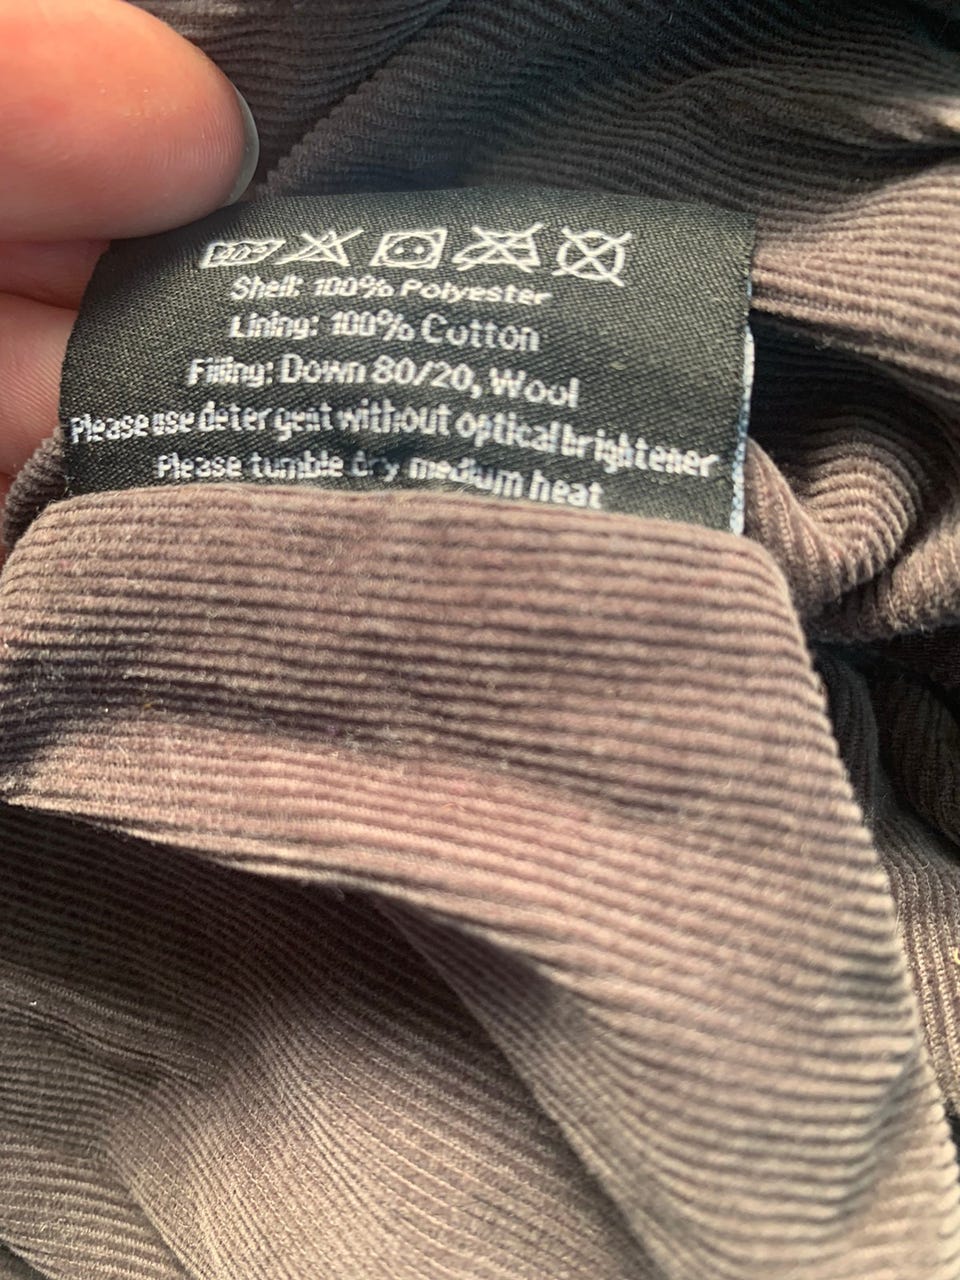 30°
Shell: 100% Polyester
Lining: 100% Cotton
Filling: Down 80/20, Wool
Please use detergent without optical brightener
Please tumble dry medium heat